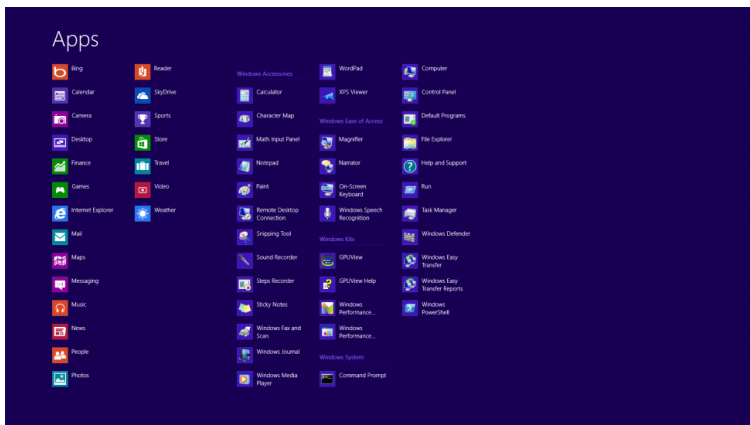 Apps
Bing
Calendar
Camera
Desktop
Finance
Games
Internet Explorer
Mail
Maps
Messaging
Music
News
People
Photos
Reader
SkyDrive
Sports
Store
Travel
Video
Weather
Windows Accessories
Calculator
Character Map
Math Input Panel
Notepad
Paint
Remote Desktop
Connection
Snipping Tool
Sound Recorder
Steps Recorder
Sticky Notes
Windows Fax and
Scan
Windows Journal
Windows Media
Player
WordPad
XPS Viewer
Windows Ease of Access
Magnifier
Narrator
On-Screen
Keyboard
Windows Speech
Recognition
Windows Kits
GPUView
GPUView Help
Windows
Performance...
Windows
Performance...
Windows System
Command Prompt
Computer
Control Panel
Default Programs
File Explorer
Help and Support
Run
Task Manager
Windows Defender
Windows Easy
Transfer
Windows Easy
Transfer Reports
Windows
PowerShell